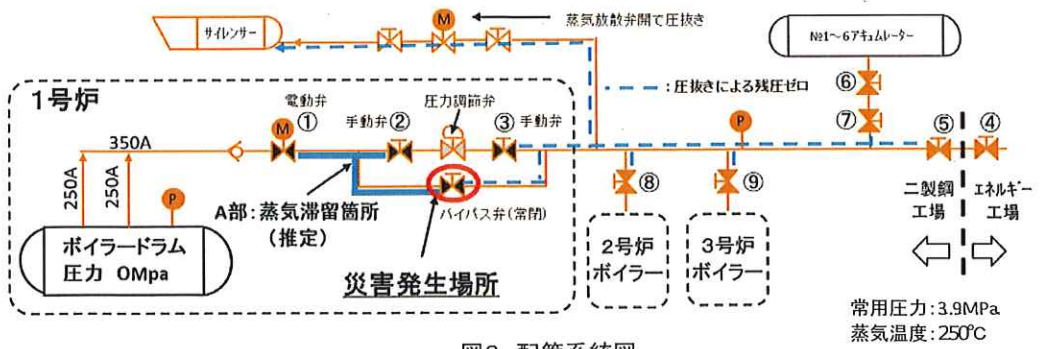 蒸気放散弁開て圧抜き
M
サイレンサー
№1～6アキュムレーター
：圧抜きによる残圧ゼロ
1号炉
電動弁
M
①
手動弁
②
圧力調節弁
③
手動弁
P
⑥
⑦
⑤
④
350A
250A
250A
P
A部：蒸気滞留箇所
(推定)
バイパス弁(常閉)
⑧
⑨
ボイラードラム
圧力 0Mpa
災害発生場所
2号炉
ボイラー
3号炉
ボイラー
二製鋼
工場
エネルギー
工場
常用圧力：3.9MPa
蒸気温度：250℃